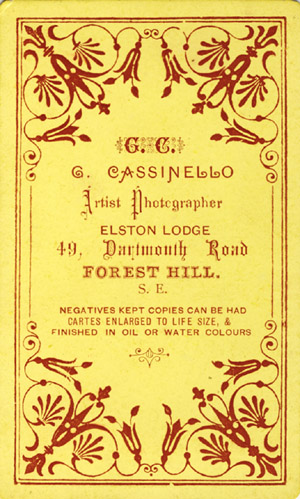 G. C.
G. CASSINELLO
Artist Photographer
ELSTON LODGE
49, Dartmouth Road
FOREST HILL.
S. E.
NEGATIVES KEPT COPIES CAN BE HAD
CARTES ENLARGED TO LIFE SIZE, &
FINISHED IN OIL OR WATER COLOURS